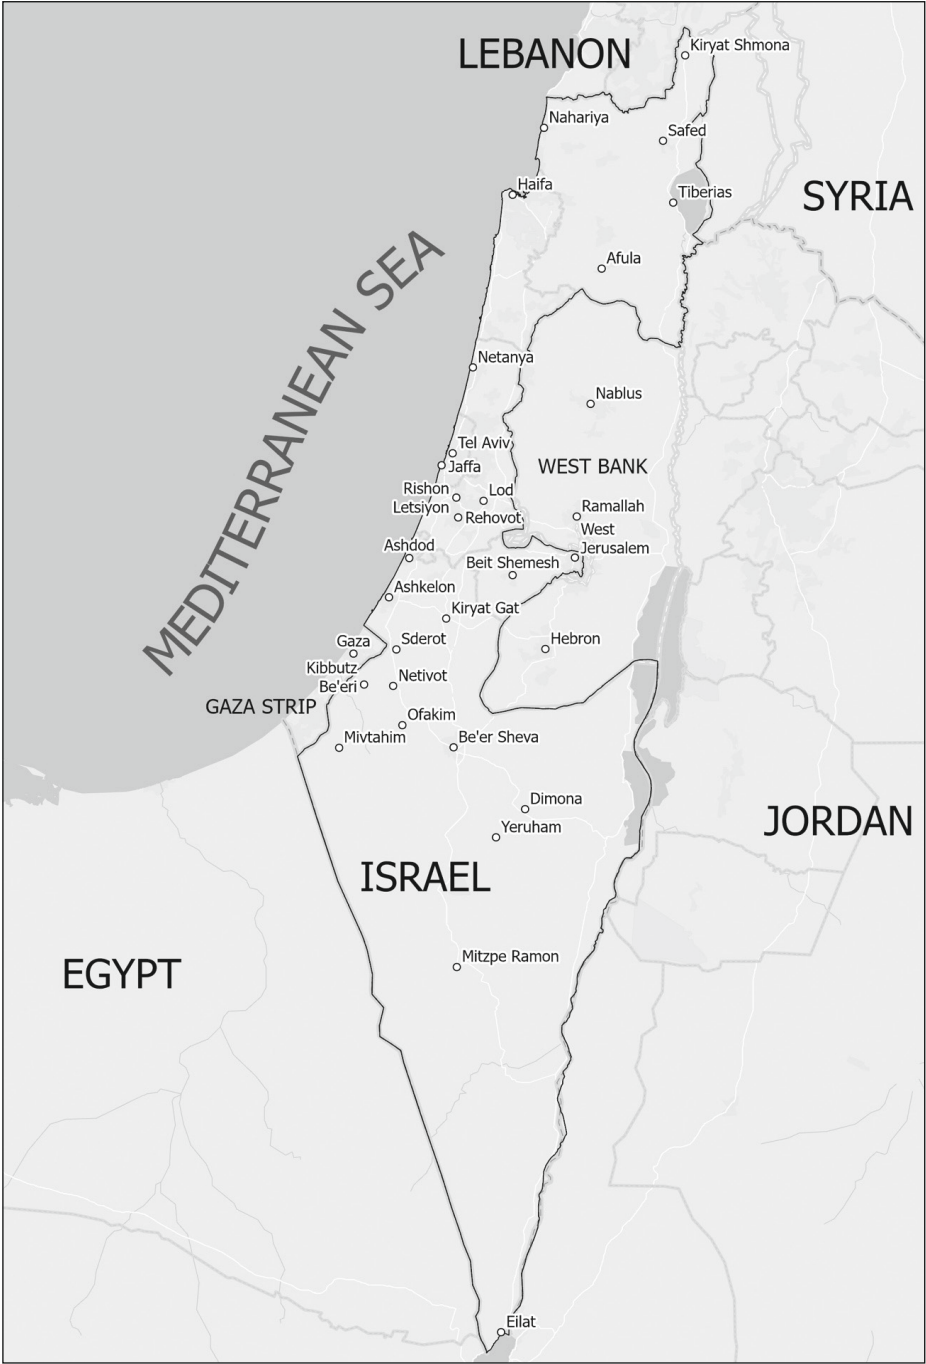 Kiryat Shmona
LEBANON
Nahariya
Safed
Haifa
Tiberias
SYRIA
MEDITERRANEAN SEA
Afula
Netanya
Nablus
Tel Aviv
Jaffa
WEST BANK
Rishon
Letsiyon
Lod
Rehovot
Ramallah
West
Jerusalem
Ashdod
Beit Shemesh
Ashkelon
Kiryat Gat
Gaza
Sderot
Hebron
Kibbutz
Be'eri
Netivot
GAZA STRIP
Ofakim
Mivtahim
Be'er Sheva
Dimona
Yeruham
JORDAN
ISRAEL
Mitzpe Ramon
EGYPT
Eilat